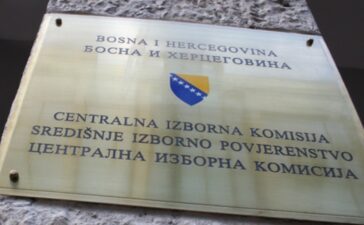 BOSNA I HERCEGOVINA
БОСНА И ХЕРЦЕГОВИНА
CENTRALNA IZBORNA KOMISIJA
SREDIŠNJE IZBORNO POVJERENSTVO
ЦЕНТРАЛНА ИЗБОРНА КОМИСИЈА